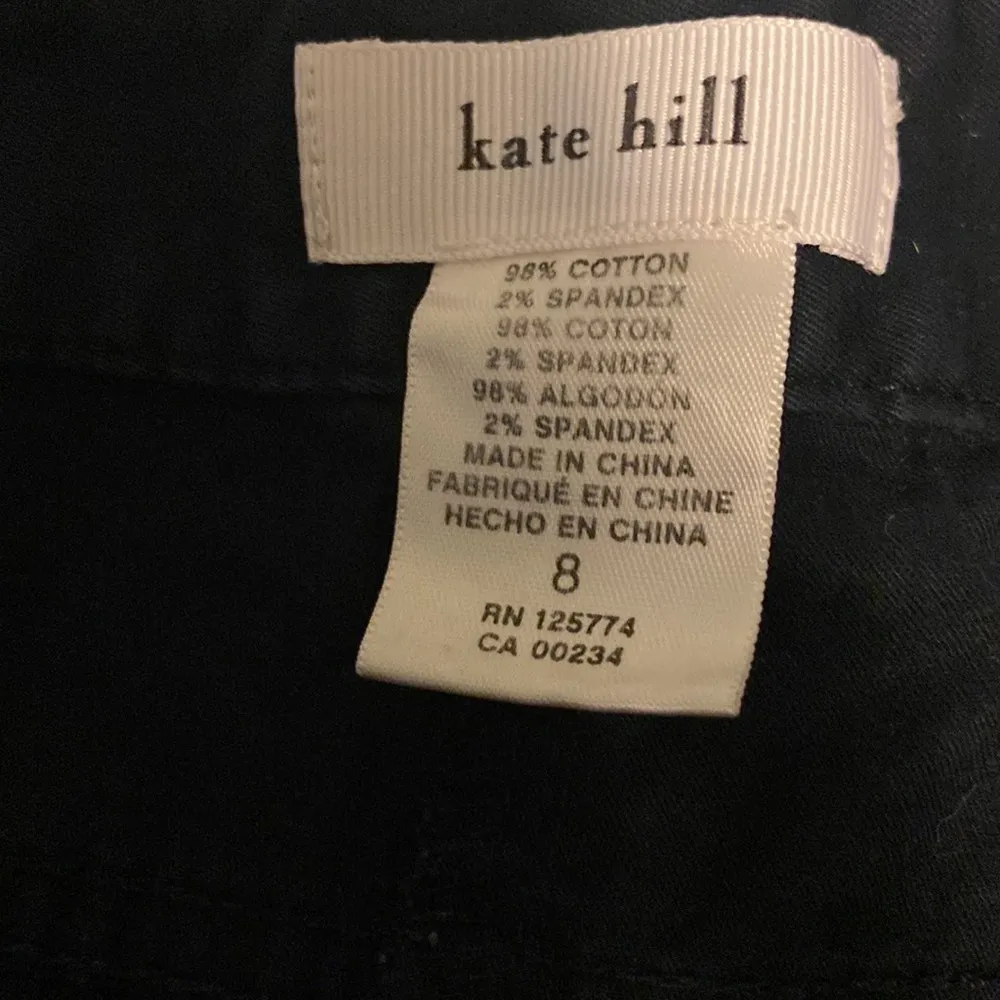 kate hill
98% COTTON
2% SPANDEX
98% COTON
2% SPANDEX
98% ALGODÓN
2% SPANDEX
MADE IN CHINA
FABRIQUÉ EN CHINE
HECHO EN CHINA
8
RN 125774
CA 00234